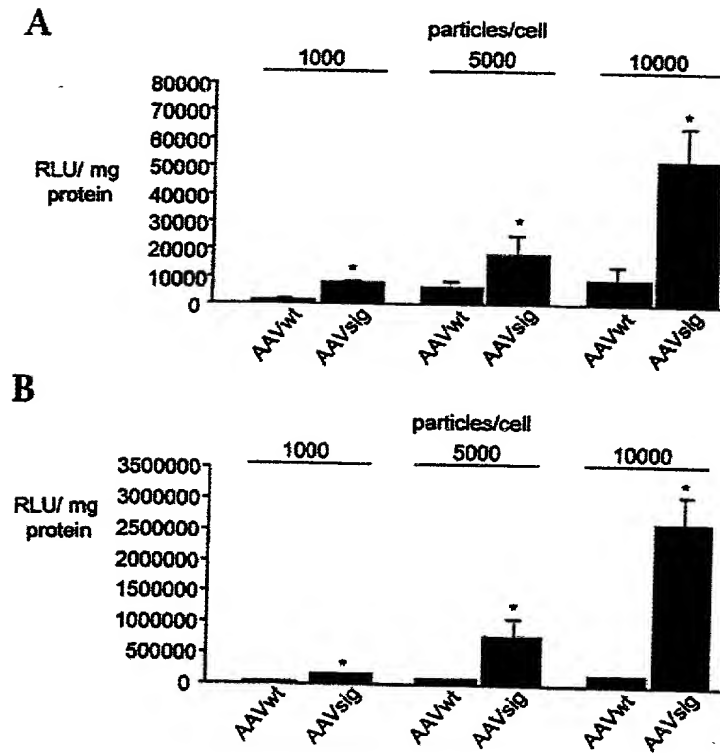 A
particles/cell
1000 5000 10000
80000
70000
60000
50000
40000
30000
20000
10000
0
RLU/ mg
protein
* * *
AAVwt AAVsig AAVwt AAVsig AAVwt AAVsig
B
particles/cell
1000 5000 10000
3500000
3000000
2500000
2000000
1500000
1000000
500000
0
RLU/ mg
protein
* * *
AAVwt AAVsig AAVwt AAVsig AAVwt AAVsig